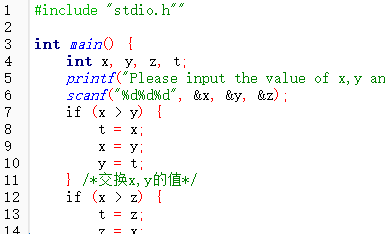 1 #include "stdio.h""
2
3 int main() {
4 int x, y, z, t;
5 printf("Please input the value of x,y an
6 scanf("%d%d%d", &x, &y, &z);
7 if (x > y) {
8 t = x;
9 x = y;
10 y = t;
11 } /*交换x,y的值*/
12 if (x > z) {
13 t = z;
14 z = x;